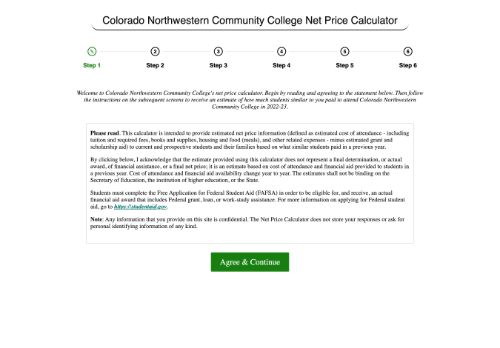 Colorado Northwestern Community College Net Price Calculator
2 3 4 5 6
Step 1 Step 2 Step 3 Step 4 Step 5 Step 6
Welcome to Colorado Northwestern Community College's net price calculator. Begin by reading and agreeing to the statement below. Then follow
the instructions on the subsequent screens to receive an estimate of how much students similar to you paid to attend Colorado Northwestern
Community College in 2022-23.
Please read. This calculator is intended to provide estimated net price information (defined as estimated cost of attendance - including
tuition and required fees, books and supplies, housing and food (meals), and other related expenses - minus estimated grant and
scholarship aid) to current and prospective students and their families based on what similar students paid in a previous year.
By clicking below, I acknowledge that the estimate provided using this calculator does not represent a final determination, or actual
award, of financial assistance, or a final net price; it is an estimate based on cost of attendance and financial aid provided to students in
a previous year. Cost of attendance and financial aid availability change year to year. The estimates shall not be binding on the
Secretary of Education, the institution of higher education, or the State.
Students must complete the Free Application for Federal Student Aid (FAFSA) in order to be eligible for, and receive, an actual
financial aid award that includes Federal grant, loan, or work-study assistance. For more information on applying for Federal student
aid, go to https://studentaid.gov.
Note: Any information that you provide on this site is confidential. The Net Price Calculator does not store your responses or ask for
personal identifying information of any kind.
Agree & Continue